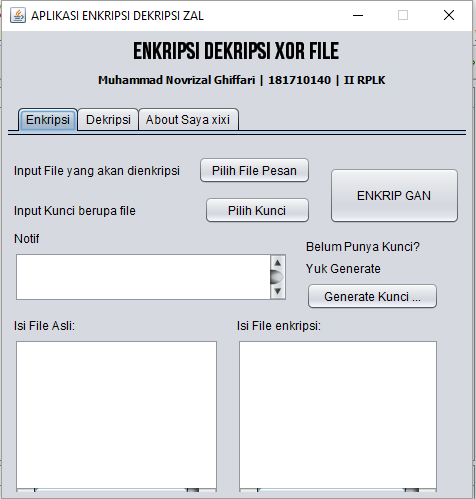 APLIKASI ENKRIPSI DEKRIPSI ZAL
ENKRIPSI DEKRIPSI XOR FILE
Muhammad Novrizal Ghiffari | 181710140 | II RPLK
Enkripsi Dekripsi About Saya xixi
Input File yang akan dienkripsi Pilih File Pesan
ENKRIP GAN
Input Kunci berupa file Pilih Kunci
Notif
Belum Punya Kunci?
Yuk Generate
Generate Kunci ...
Isi File Asli: Isi File enkripsi: